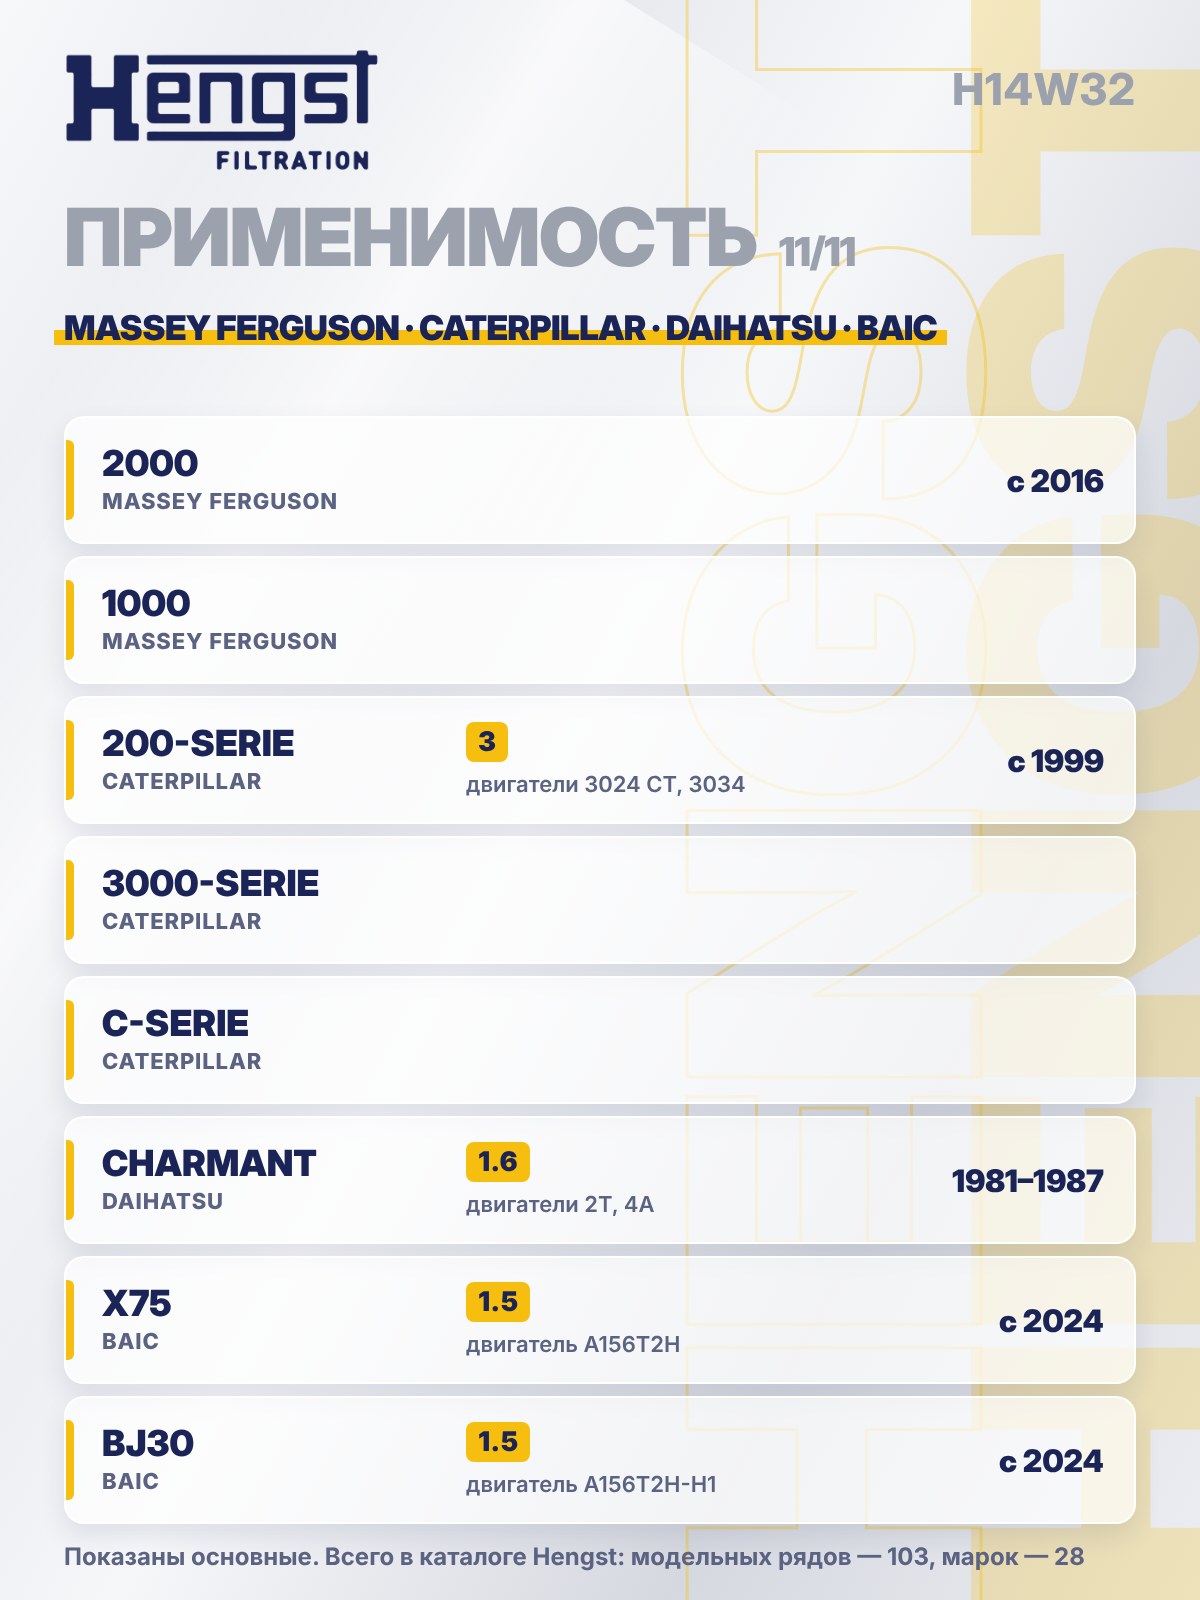 Hengst
FILTRATION
H14W32
ПРИМЕНИМОСТЬ 11/11
MASSEY FERGUSON · CATERPILLAR · DAIHATSU · BAIC
2000
MASSEY FERGUSON
с 2016
1000
MASSEY FERGUSON
200-SERIE
CATERPILLAR
3
двигатели 3024 CT, 3034
с 1999
3000-SERIE
CATERPILLAR
C-SERIE
CATERPILLAR
CHARMANT
DAIHATSU
1.6
двигатели 2T, 4A
1981–1987
X75
BAIC
1.5
двигатель A156T2H
с 2024
BJ30
BAIC
1.5
двигатель A156T2H-H1
с 2024
Показаны основные. Всего в каталоге Hengst: модельных рядов — 103, марок — 28
HENGST
HENGST